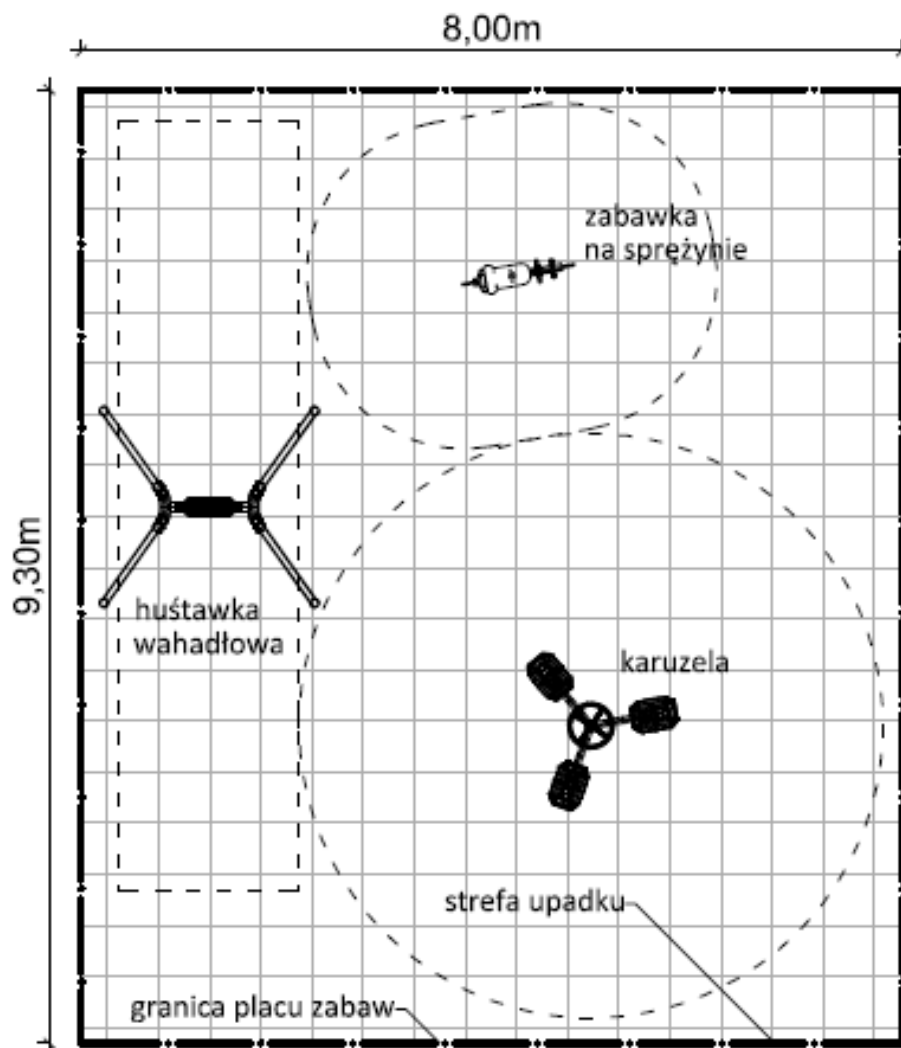 8,00m
zabawka
na sprężynie
9,30m
huśtawka
wahadłowa
karuzela
strefa upadku
granica placu zabaw